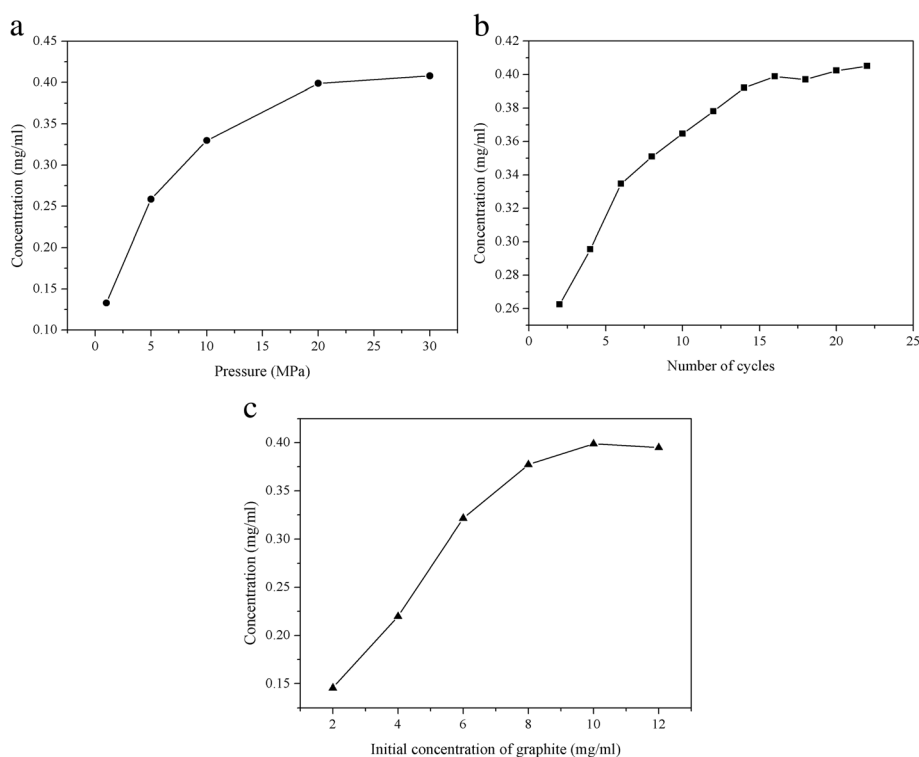 a
0.45
0.40
0.35
0.30
0.25
0.20
0.15
0.10
Concentration (mg/ml)
0 5 10 15 20 25 30
Pressure (MPa)
b
0.42
0.40
0.38
0.36
0.34
0.32
0.30
0.28
0.26
Concentration (mg/ml)
0 5 10 15 20 25
Number of cycles
c
0.40
0.35
0.30
0.25
0.20
0.15
Concentration (mg/ml)
2 4 6 8 10 12
Initial concentration of graphite (mg/ml)